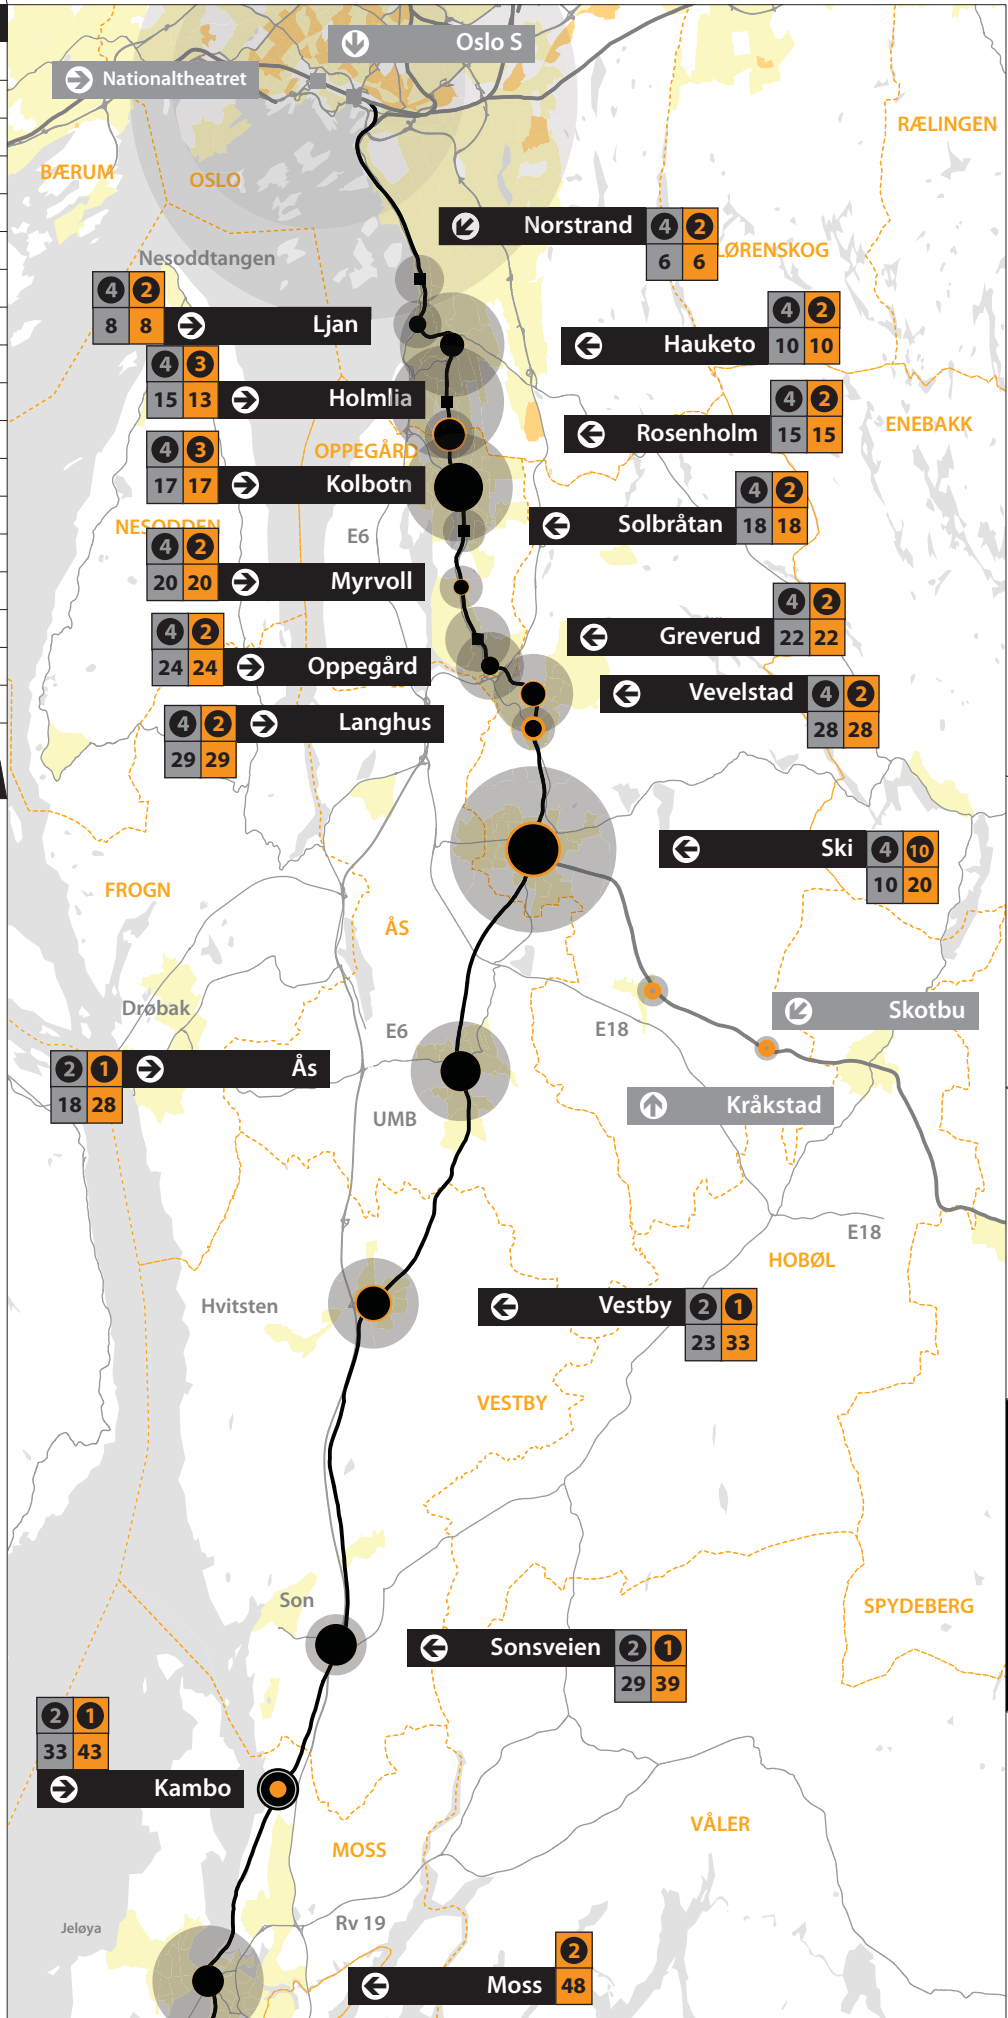 Oslo S
Nationaltheatret
RÆLINGEN
BÆRUM
OSLO
Norstrand 4 2
6 6
LØRENSKOG
Nesoddtangen
4 2
8 8 Ljan
4 2
Hauketo 10 10
4 3
15 13 Holmlia
4 2
Rosenholm 15 15
ENEBAKK
OPPEGÅRD
4 3
17 17 Kolbotn
4 2
Solbråtan 18 18
NESODDEN
E6
4 2
20 20 Myrvoll
4 2
Greverud 22 22
4 2
24 24 Oppegård
Vevelstad 4 2
28 28
4 2 Langhus
29 29
Ski 4 10
10 20
FROGN
ÅS
Drøbak
Skotbu
E6
E18
2 1 Ås
18 28
Kråkstad
UMB
E18
HOBØL
Hvitsten
Vestby 2 1
23 33
VESTBY
Son
SPYDEBERG
Sonsveien 2 1
29 39
2 1
33 43
Kambo
VÅLER
MOSS
Jeløya
Rv 19
2
Moss 48